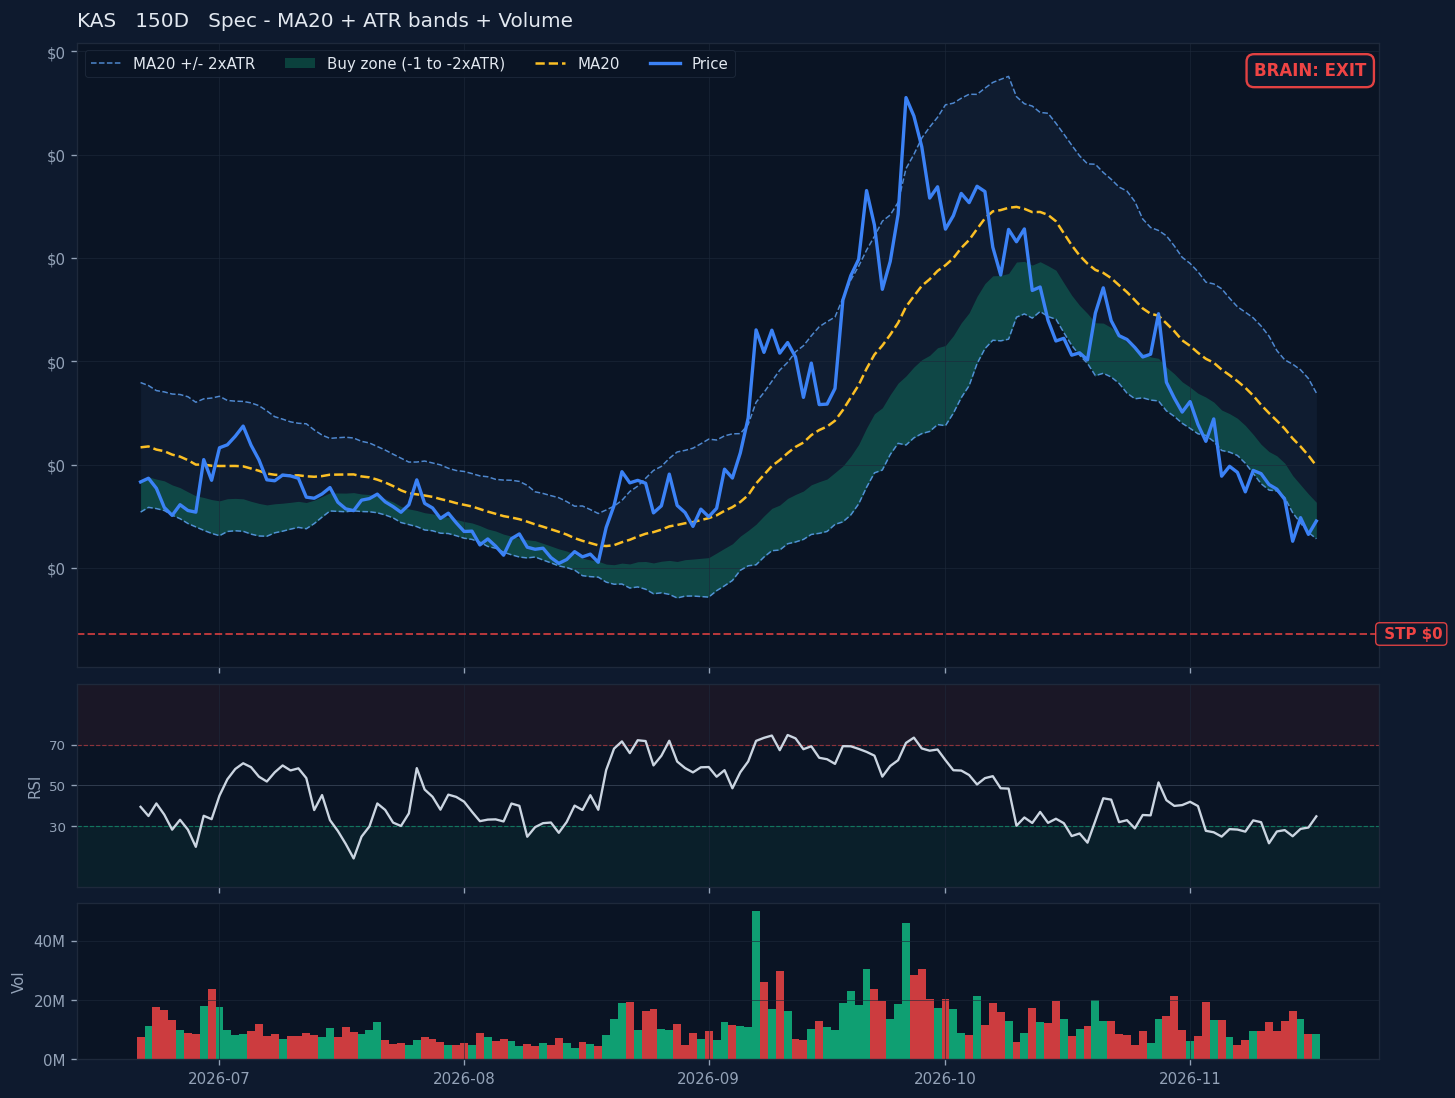 KAS 150D Spec - MA20 + ATR bands + Volume
MA20 +/- 2xATR
Buy zone (-1 to -2xATR)
MA20
Price
BRAIN: EXIT
$0
$0
$0
$0
$0
$0
STP $0
RSI
70
50
30
Vol
40M
20M
0M
2026-07
2026-08
2026-09
2026-10
2026-11